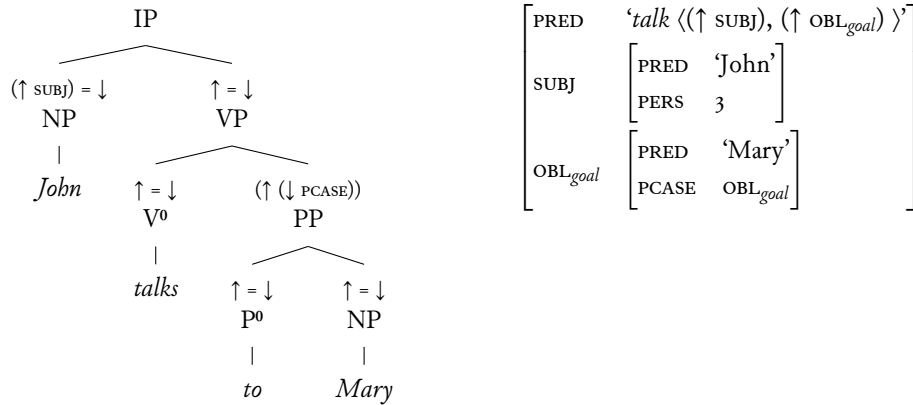 IP
(↑ SUBJ) = ↓ ↑ = ↓
NP VP
John ↑ = ↓ (↑ (↓ PCASE))
V⁰ PP
talks ↑ = ↓ ↑ = ↓
P⁰ NP
to Mary
PRED ‘talk ⟨(↑ SUBJ), (↑ OBLgoal) ⟩’
SUBJ
PRED ‘John’
PERS 3
OBLgoal
PRED ‘Mary’
PCASE OBLgoal